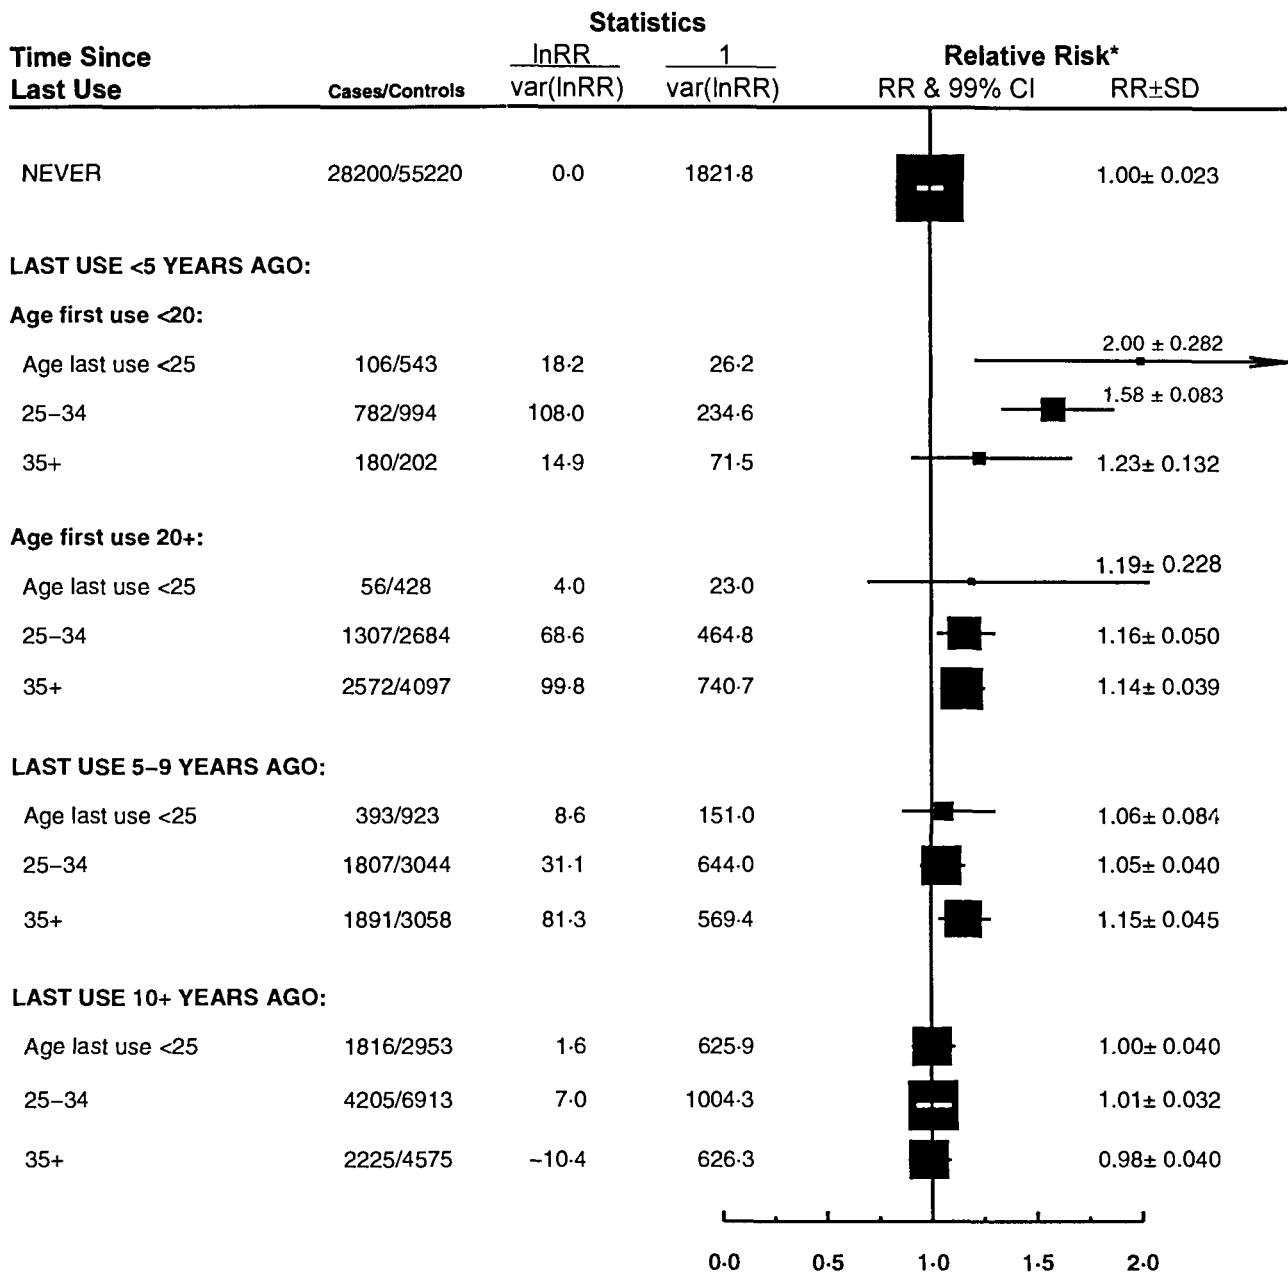 Statistics
Time Since Last Use Cases/Controls lnRR/var(lnRR) 1/var(lnRR) Relative Risk*
RR & 99% CI RR±SD
NEVER 28200/55220 0·0 1821·8 1.00± 0.023
LAST USE <5 YEARS AGO:
Age first use <20:
Age last use <25 106/543 18·2 26·2 2.00 ± 0.282
25–34 782/994 108·0 234·6 1.58 ± 0.083
35+ 180/202 14·9 71·5 1.23± 0.132
Age first use 20+:
Age last use <25 56/428 4·0 23·0 1.19± 0.228
25–34 1307/2684 68·6 464·8 1.16± 0.050
35+ 2572/4097 99·8 740·7 1.14± 0.039
LAST USE 5–9 YEARS AGO:
Age last use <25 393/923 8·6 151·0 1.06± 0.084
25–34 1807/3044 31·1 644·0 1.05± 0.040
35+ 1891/3058 81·3 569·4 1.15± 0.045
LAST USE 10+ YEARS AGO:
Age last use <25 1816/2953 1·6 625·9 1.00± 0.040
25–34 4205/6913 7·0 1004·3 1.01± 0.032
35+ 2225/4575 −10·4 626·3 0.98± 0.040
0·0 0·5 1·0 1·5 2·0